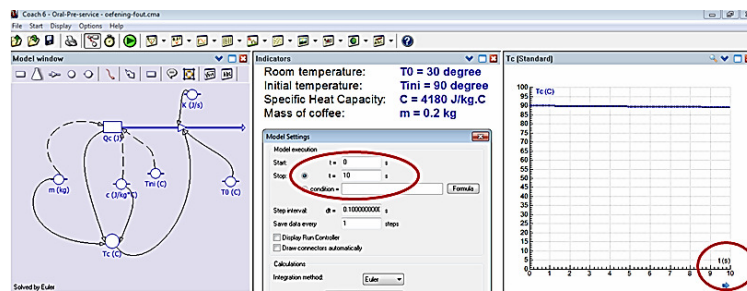 Coach 6 - Oral-Pre-service - oefening-fout.cma
File Start Display Options Help
Model window
K (J/s)
Qc (J)
m (kg)
c (J/kg*C)
Tini (C)
T0 (C)
Tc (C)
Solved by Euler
Indicators
Room temperature: T0 = 30 degree
Initial temperature: Tini = 90 degree
Specific Heat Capacity: C = 4180 J/kg.C
Mass of coffee: m = 0.2 kg
Model Settings
Model execution
Start: t = 0 s
Stop: t = 10 s
condition = Formula
Step interval: dt = 0.1000000000 s
Save data every 1 steps
Display Run Controller
Draw connectors automatically
Calculations
Integration method: Euler
Tc (Standard)
Tc (C)
100
95
90
85
80
75
70
65
60
55
50
45
40
35
30
25
20
15
10
5
0
t (s)
0 1 2 3 4 5 6 7 8 9 10